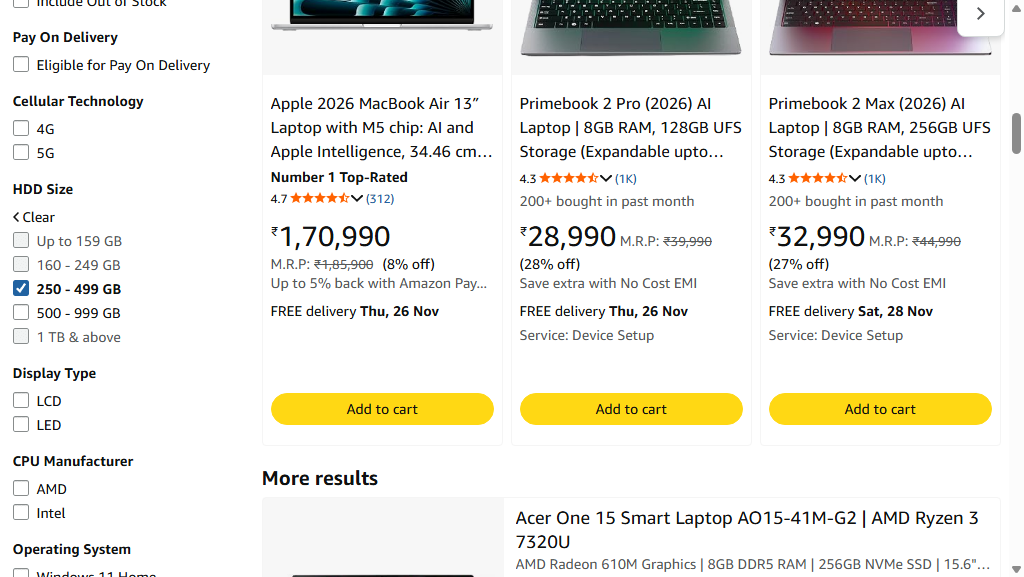 Include Out of Stock
Pay On Delivery
Eligible for Pay On Delivery
Cellular Technology
4G
5G
HDD Size
Clear
Up to 159 GB
160 - 249 GB
250 - 499 GB
500 - 999 GB
1 TB & above
Display Type
LCD
LED
CPU Manufacturer
AMD
Intel
Operating System
Windows 11 Home
Apple 2026 MacBook Air 13″
Laptop with M5 chip: AI and
Apple Intelligence, 34.46 cm…
Number 1 Top-Rated
4.7 (312)
₹1,70,990
M.R.P: ₹1,85,900 (8% off)
Up to 5% back with Amazon Pay…
FREE delivery Thu, 26 Nov
Add to cart
Primebook 2 Pro (2026) AI
Laptop | 8GB RAM, 128GB UFS
Storage (Expandable upto…
4.3 (1K)
200+ bought in past month
₹28,990 M.R.P: ₹39,990
(28% off)
Save extra with No Cost EMI
FREE delivery Thu, 26 Nov
Service: Device Setup
Add to cart
Primebook 2 Max (2026) AI
Laptop | 8GB RAM, 256GB UFS
Storage (Expandable upto…
4.3 (1K)
200+ bought in past month
₹32,990 M.R.P: ₹44,990
(27% off)
Save extra with No Cost EMI
FREE delivery Sat, 28 Nov
Service: Device Setup
Add to cart
More results
Acer One 15 Smart Laptop AO15-41M-G2 | AMD Ryzen 3
7320U
AMD Radeon 610M Graphics | 8GB DDR5 RAM | 256GB NVMe SSD | 15.6"…